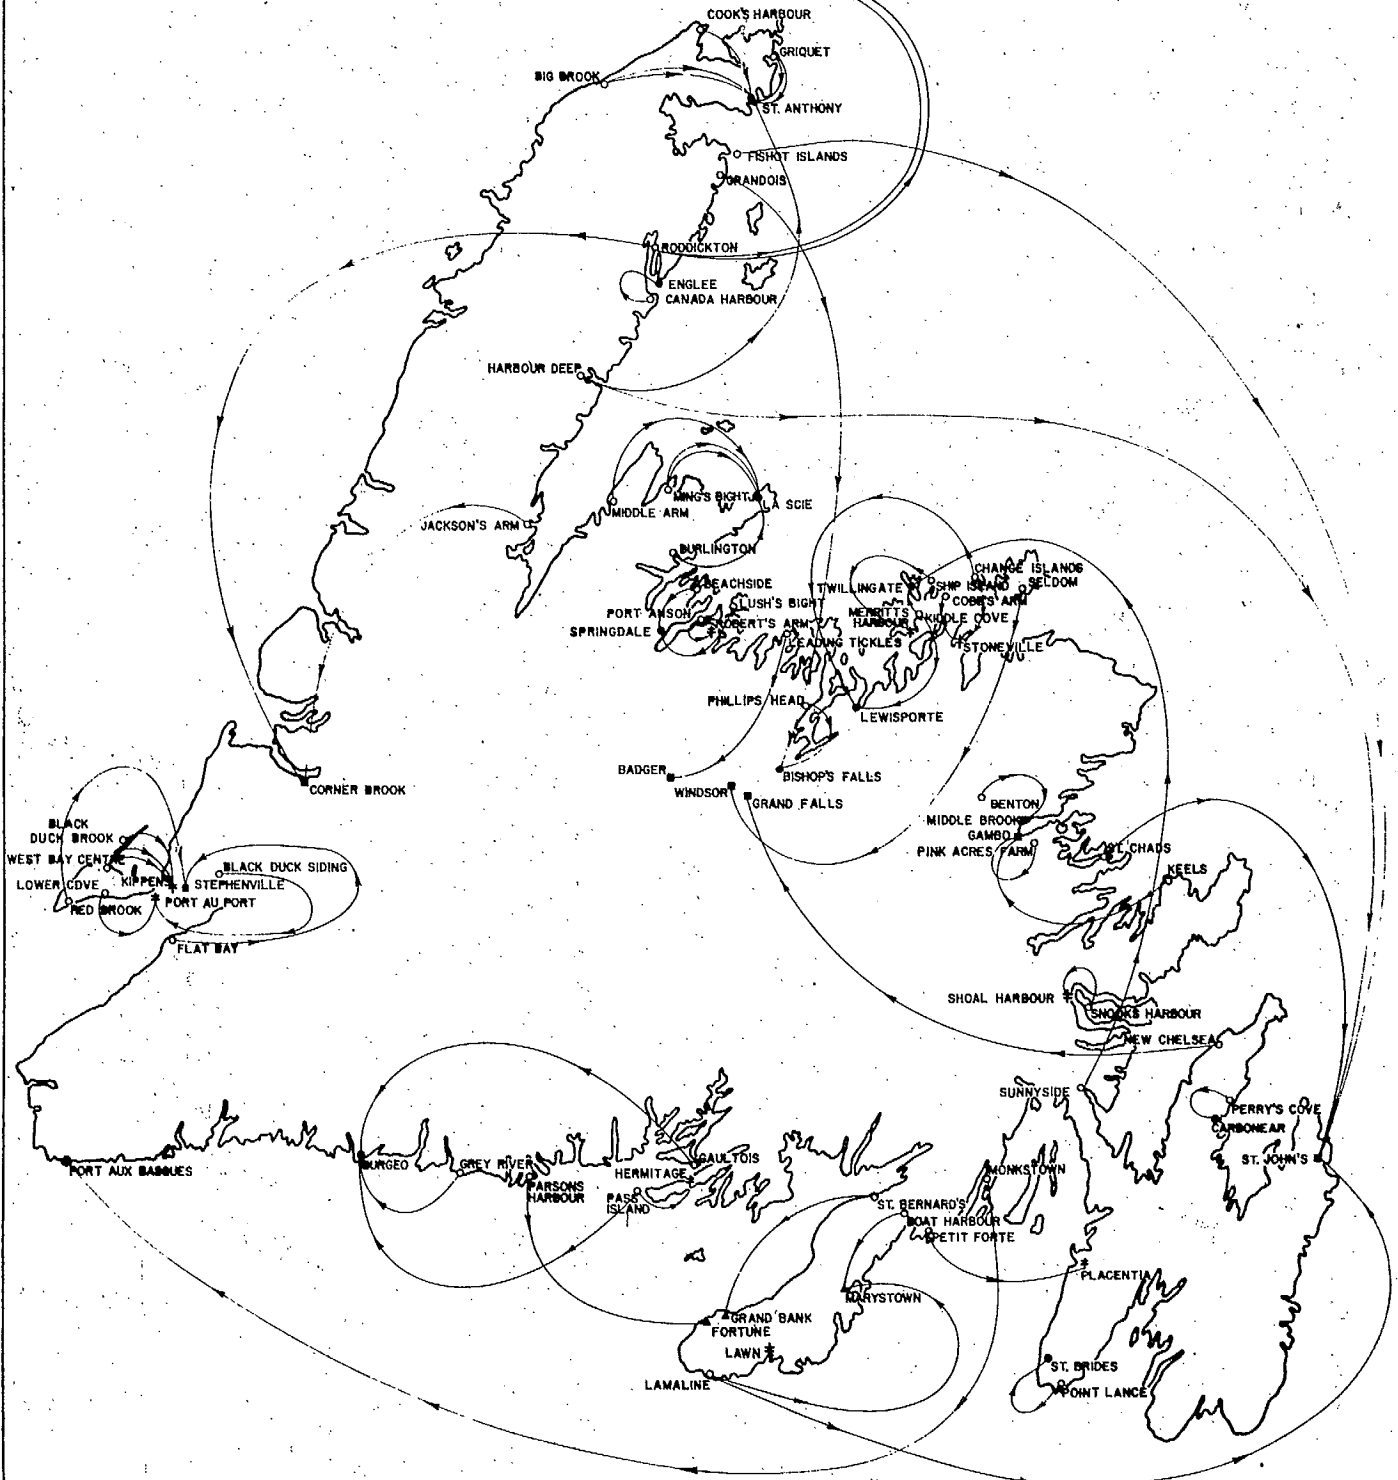 COOK'S HARBOUR
GRIQUET
BIG BROOK
ST. ANTHONY
FISHOT ISLANDS
GRANDOIS
RODDICKTON
ENGLEE
CANADA HARBOUR
HARBOUR DEEP
MING'S BIGHT
LA SCIE
MIDDLE ARM
JACKSON'S ARM
BURLINGTON
CHANGE ISLANDS
BEACHSIDE
TWILLINGATE
SHIP ISLAND
SELDOM
COBB'S ARM
LUSH'S BIGHT
PORT ANSON
MERRITTS
HARBOUR
KIDDLE COVE
ROBERT'S ARM
SPRINGDALE
LEADING TICKLES
STONEVILLE
PHILLIPS HEAD
LEWISPORTE
BADGER
BISHOP'S FALLS
CORNER BROOK
WINDSOR
GRAND FALLS
BENTON
BLACK
DUCK BROOK
MIDDLE BROOK
GAMBO
PINK ACRES FARM
ST. CHADS
WEST BAY CENTRE
BLACK DUCK SIDING
KEELS
KIPPENS
STEPHENVILLE
LOWER COVE
PORT AU PORT
RED BROOK
FLAT BAY
SHOAL HARBOUR
SNOOKS HARBOUR
NEW CHELSEA
SUNNYSIDE
PERRY'S COVE
CARBONEAR
ST. JOHN'S
PORT AUX BASQUES
BURGEO
GREY RIVER
GAULTOIS
HERMITAGE
MONKSTOWN
PARSONS
HARBOUR
PASS
ISLAND
ST. BERNARD'S
BOAT HARBOUR
PETIT FORTE
PLACENTIA
MARYSTOWN
GRAND BANK
FORTUNE
LAWN
ST. BRIDES
LAMALINE
POINT LANCE